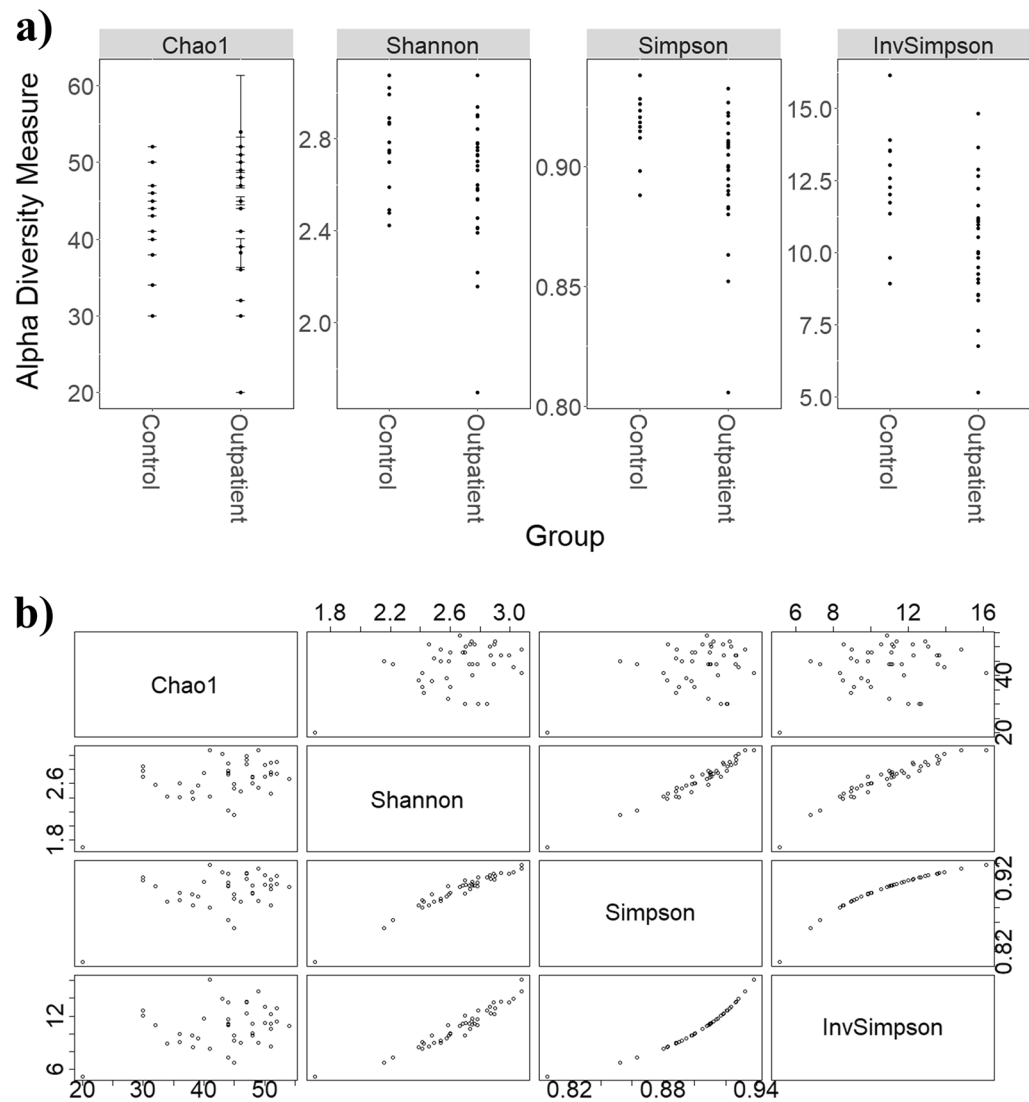 a)
Chao1 Shannon Simpson InvSimpson
Alpha Diversity Measure
60
50
40
30
20
2.8
2.4
2.0
0.90
0.85
0.80
15.0
12.5
10.0
7.5
5.0
Control Outpatient Control Outpatient Control Outpatient Control Outpatient
Group
b)
1.8 2.2 2.6 3.0 6 8 10 12 14 16
Chao1
20 40
1.8 2.6
Shannon
Simpson
0.82 0.92
6 12
InvSimpson
20 30 40 50 0.82 0.88 0.94